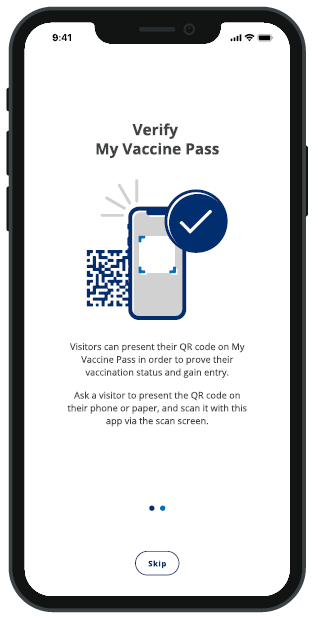 9:41
Verify
My Vaccine Pass
Visitors can present their QR code on My
Vaccine Pass in order to prove their
vaccination status and gain entry.
Ask a visitor to present the QR code on
their phone or paper, and scan it with this
app via the scan screen.
Skip